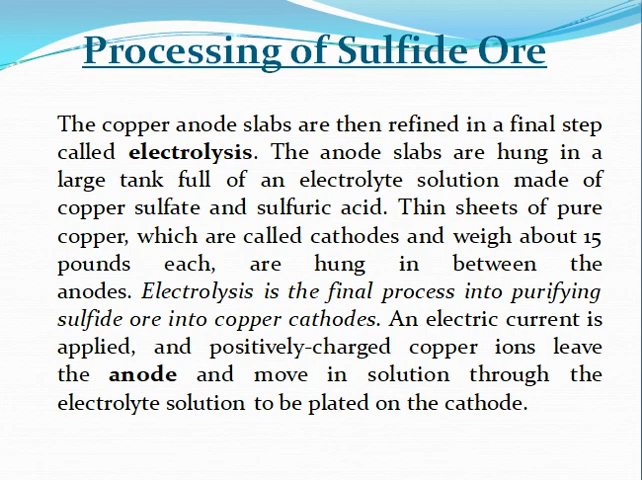 Processing of Sulfide Ore
The copper anode slabs are then refined in a final step
called electrolysis. The anode slabs are hung in a
large tank full of an electrolyte solution made of
copper sulfate and sulfuric acid. Thin sheets of pure
copper, which are called cathodes and weigh about 15
pounds each, are hung in between the
anodes. Electrolysis is the final process into purifying
sulfide ore into copper cathodes. An electric current is
applied, and positively-charged copper ions leave
the anode and move in solution through the
electrolyte solution to be plated on the cathode.